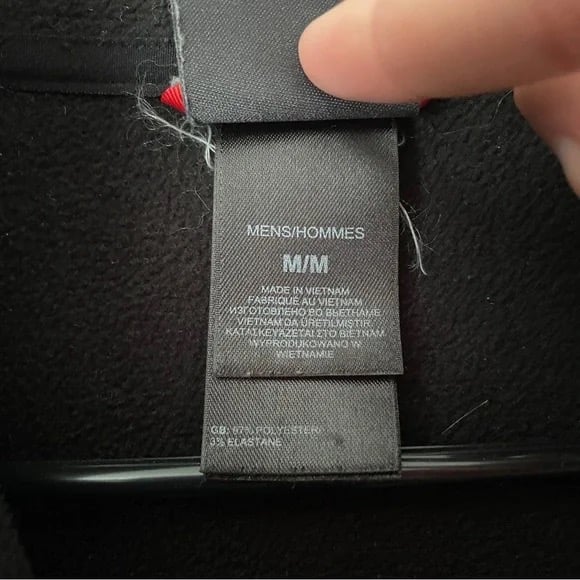 MENS/HOMMES
M/M
MADE IN VIETNAM
FABRIQUE AU VIETNAM
ИЗГОТОВЛЕНО ВО ВЬЕТНАМЕ
VIETNAM DA ÜRETILMIŞTIR
ΚΑΤΑΣΚΕΥΑΖΕΤΑΙ ΣΤΟ ΒΙΕΤΝΑΜ
WYPRODUKOWANO W
WIETNAMIE
GB: 97% POLYESTER/
3% ELASTANE